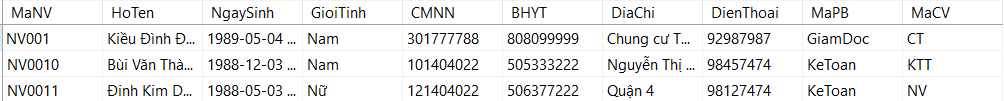 MaNV HoTen NgaySinh GioiTinh CMNN BHYT DiaChi DienThoai MaPB MaCV
NV001 Kiều Đình Đ... 1989-05-04 ... Nam 301777788 808099999 Chung cư T... 92987987 GiamDoc CT
NV0010 Bùi Văn Thà... 1988-12-03 ... Nam 101404022 505333222 Nguyễn Thị ... 98457474 KeToan KTT
NV0011 Đinh Kim D... 1988-05-03 ... Nữ 121404022 506377222 Quận 4 98127474 KeToan NV